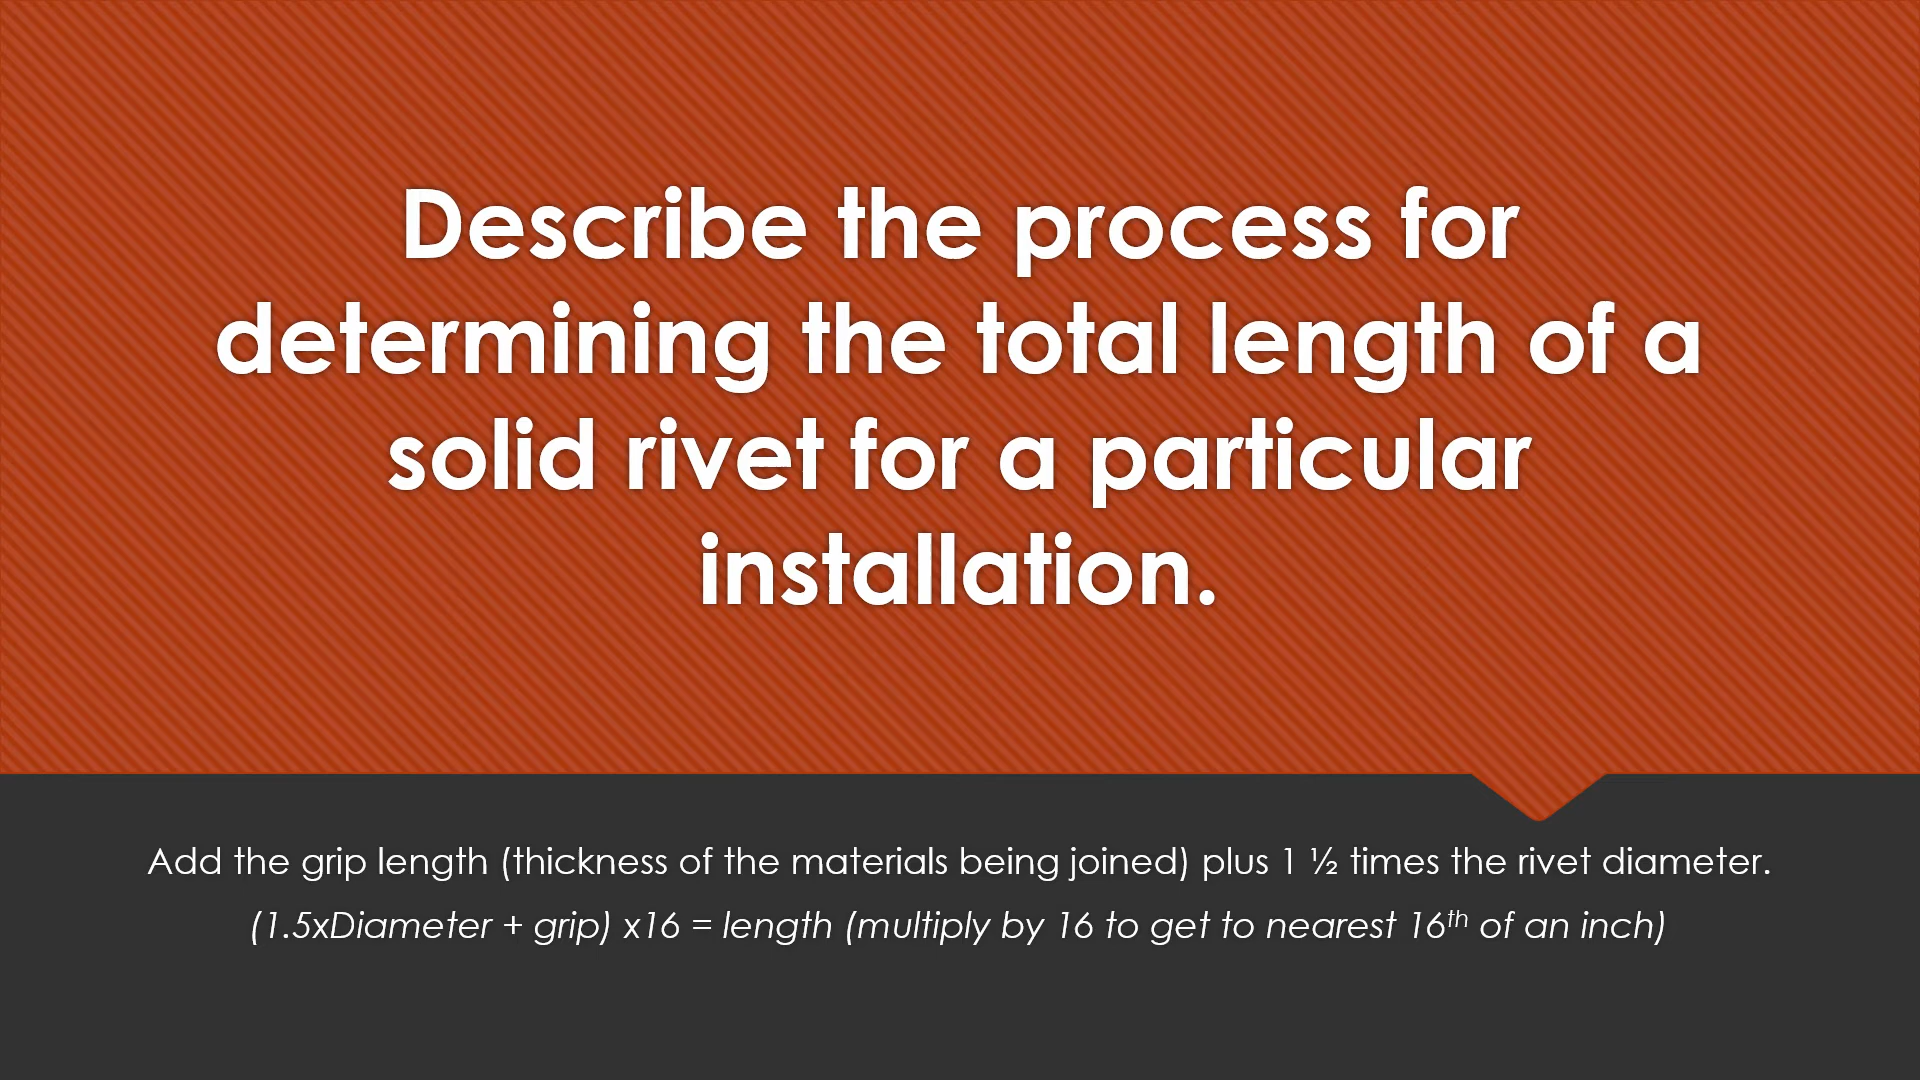 Describe the process for
determining the total length of a
solid rivet for a particular
installation.
Add the grip length (thickness of the materials being joined) plus 1 ½ times the rivet diameter.
(1.5xDiameter + grip) x16 = length (multiply by 16 to get to nearest 16th of an inch)